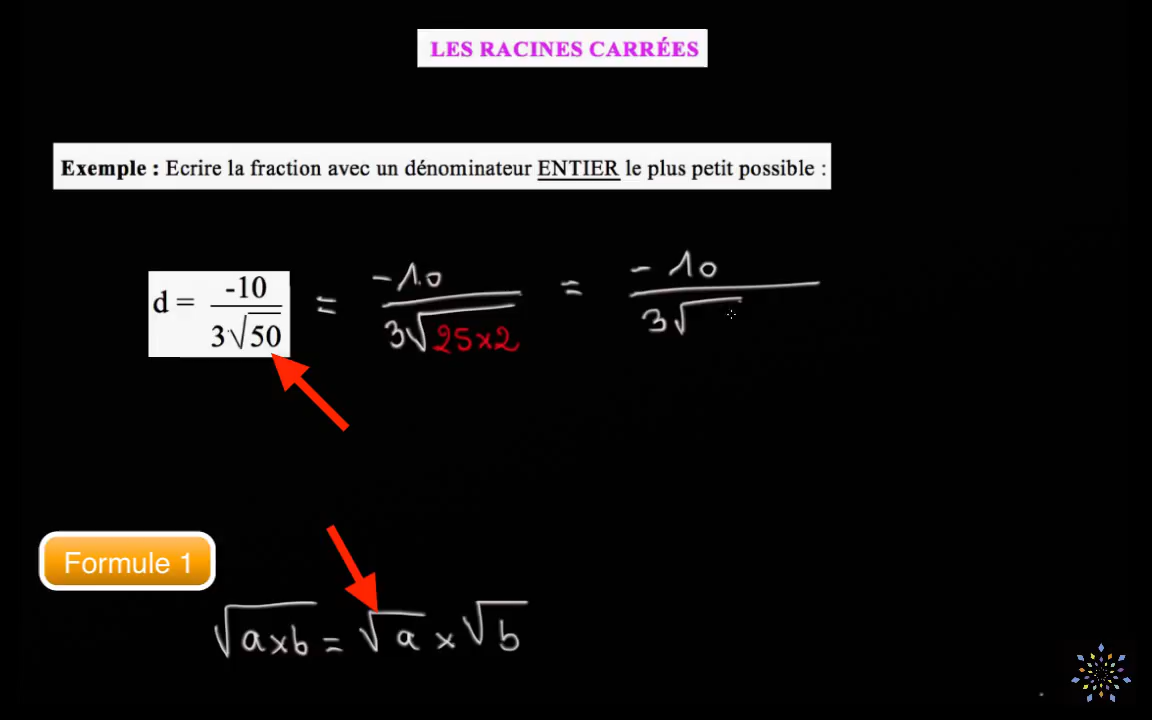 LES RACINES CARRÉES
Exemple : Ecrire la fraction avec un dénominateur ENTIER le plus petit possible :
d = -10 / 3√50 = -10 / 3√25×2 = -10 / 3√
Formule 1
√a×b = √a × √b